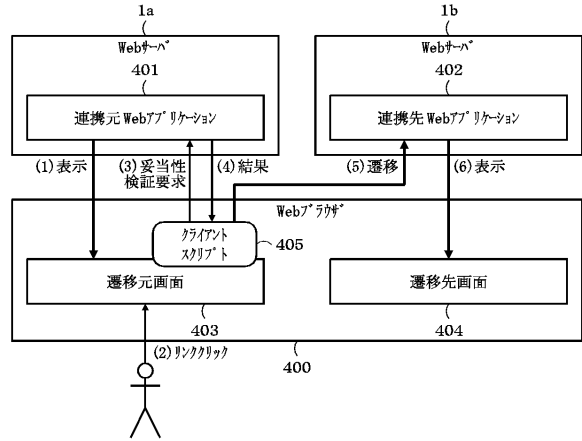 1a
1b
Webｻｰﾊﾞ
Webｻｰﾊﾞ
401
402
連携元Webｱﾌﾟﾘｹｰｼｮﾝ
連携先Webｱﾌﾟﾘｹｰｼｮﾝ
(1)表示
(3)妥当性
検証要求
(4)結果
(5)遷移
(6)表示
Webﾌﾞﾗｳｻﾞ
ｸﾗｲｱﾝﾄ
ｽｸﾘﾌﾟﾄ
405
遷移元画面
遷移先画面
403
404
(2)ﾘﾝｸｸﾘｯｸ
400